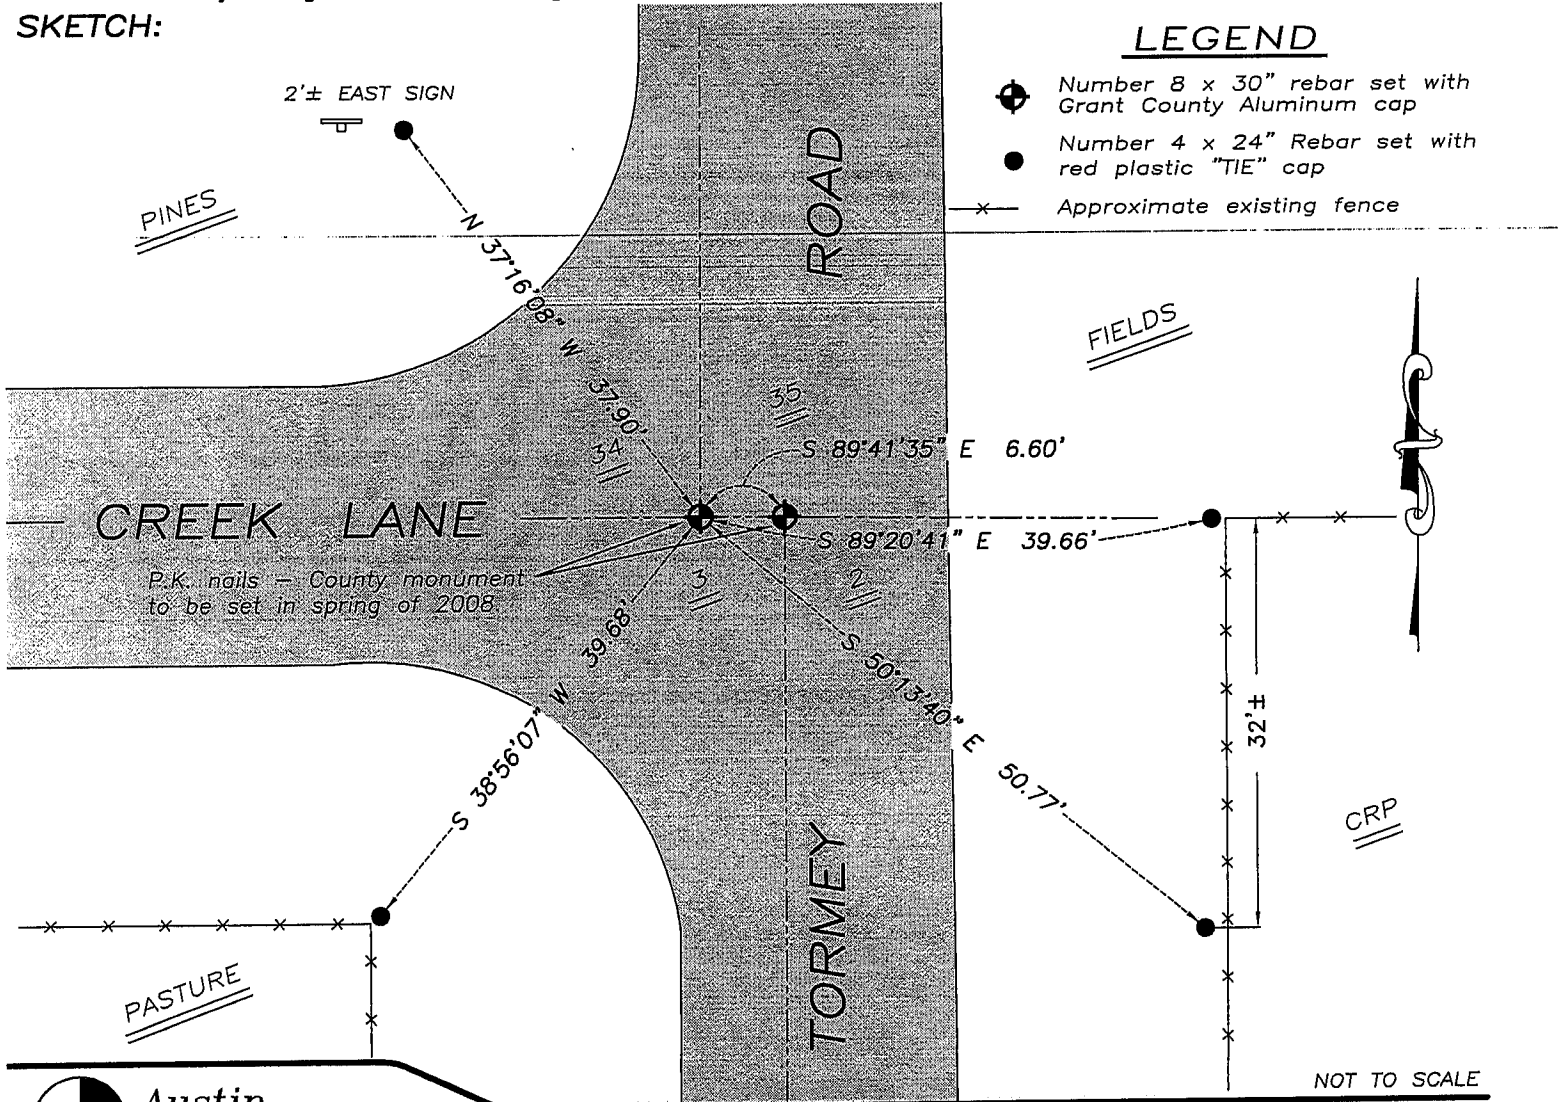 SKETCH:
LEGEND
Number 8 x 30" rebar set with
Grant County Aluminum cap
Number 4 x 24" Rebar set with
red plastic "TIE" cap
Approximate existing fence
2'± EAST SIGN
PINES
ROAD
N 37°16'08" W 37.90'
FIELDS
35
34
S 89°41'35" E 6.60'
CREEK LANE
S 89°20'41" E 39.66'
P.K. nails – County monument
to be set in spring of 2008
3
2
39.68'
S 38°56'07" W
S 50°13'40" E 50.77'
32'±
CRP
TORMEY
PASTURE
NOT TO SCALE
Austin